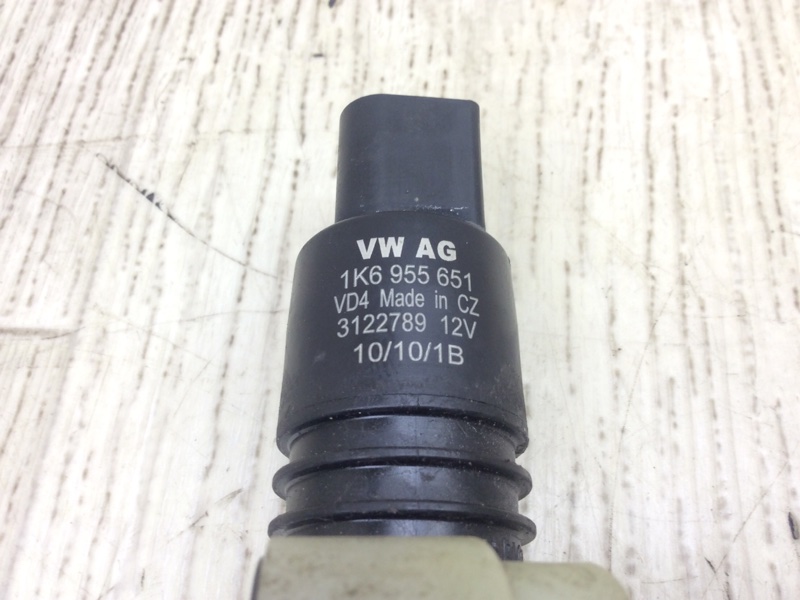 VW AG
1K6 955 651
VD4 Made in CZ
3122789 12V
10/10/1B